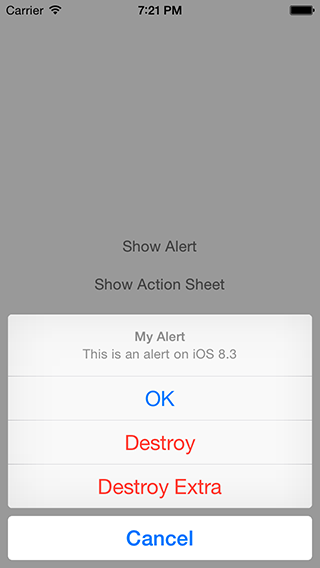 Carrier 7:21 PM
Show Alert
Show Action Sheet
My Alert
This is an alert on iOS 8.3
OK
Destroy
Destroy Extra
Cancel